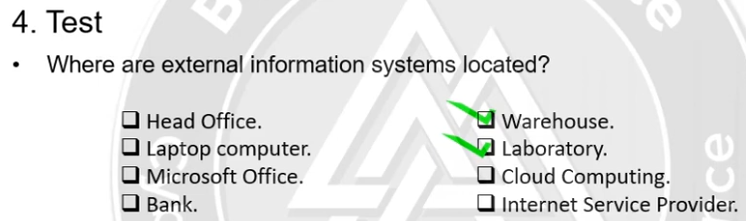 4. Test
• Where are external information systems located?
❑ Head Office.
❑ Laptop computer.
❑ Microsoft Office.
❑ Bank.
❑ Warehouse.
❑ Laboratory.
❑ Cloud Computing.
❑ Internet Service Provider.